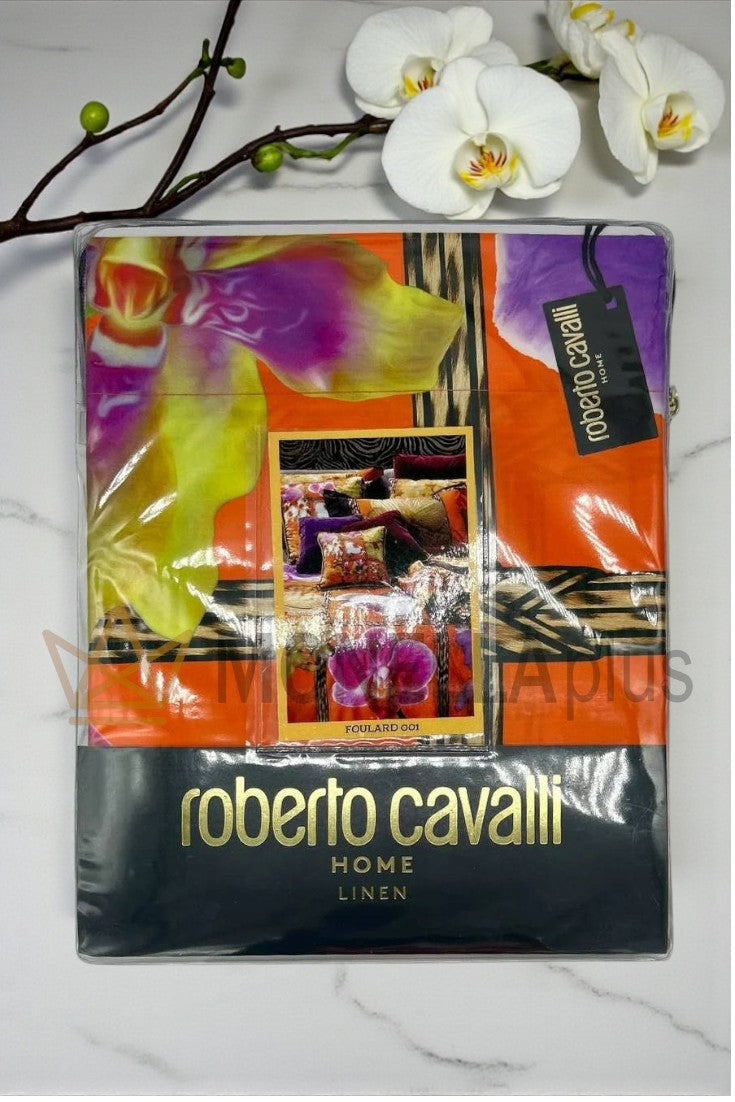 roberto cavalli
HOME
FOULARD 001
roberto cavalli
HOME
LINEN